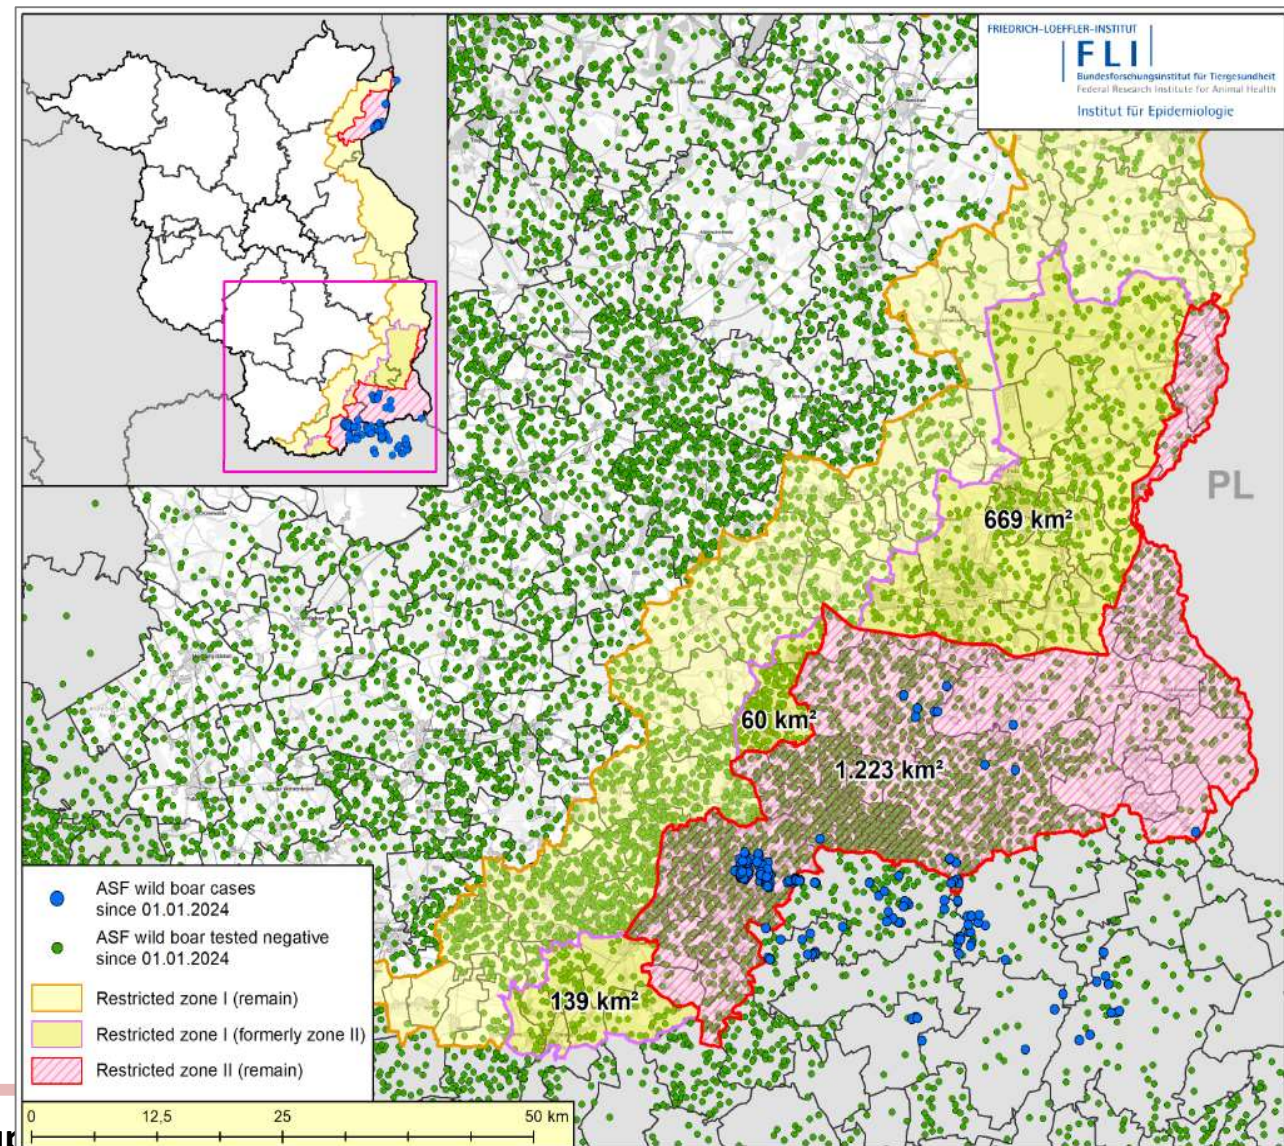 FRIEDRICH-LOEFFLER-INSTITUT
FLI
Bundesforschungsinstitut für Tiergesundheit
Federal Research Institute for Animal Health
Institut für Epidemiologie
PL
669 km²
60 km²
1.223 km²
139 km²
ASF wild boar cases
since 01.01.2024
ASF wild boar tested negative
since 01.01.2024
Restricted zone I (remain)
Restricted zone I (formerly zone II)
Restricted zone II (remain)
0 12,5 25 50 km